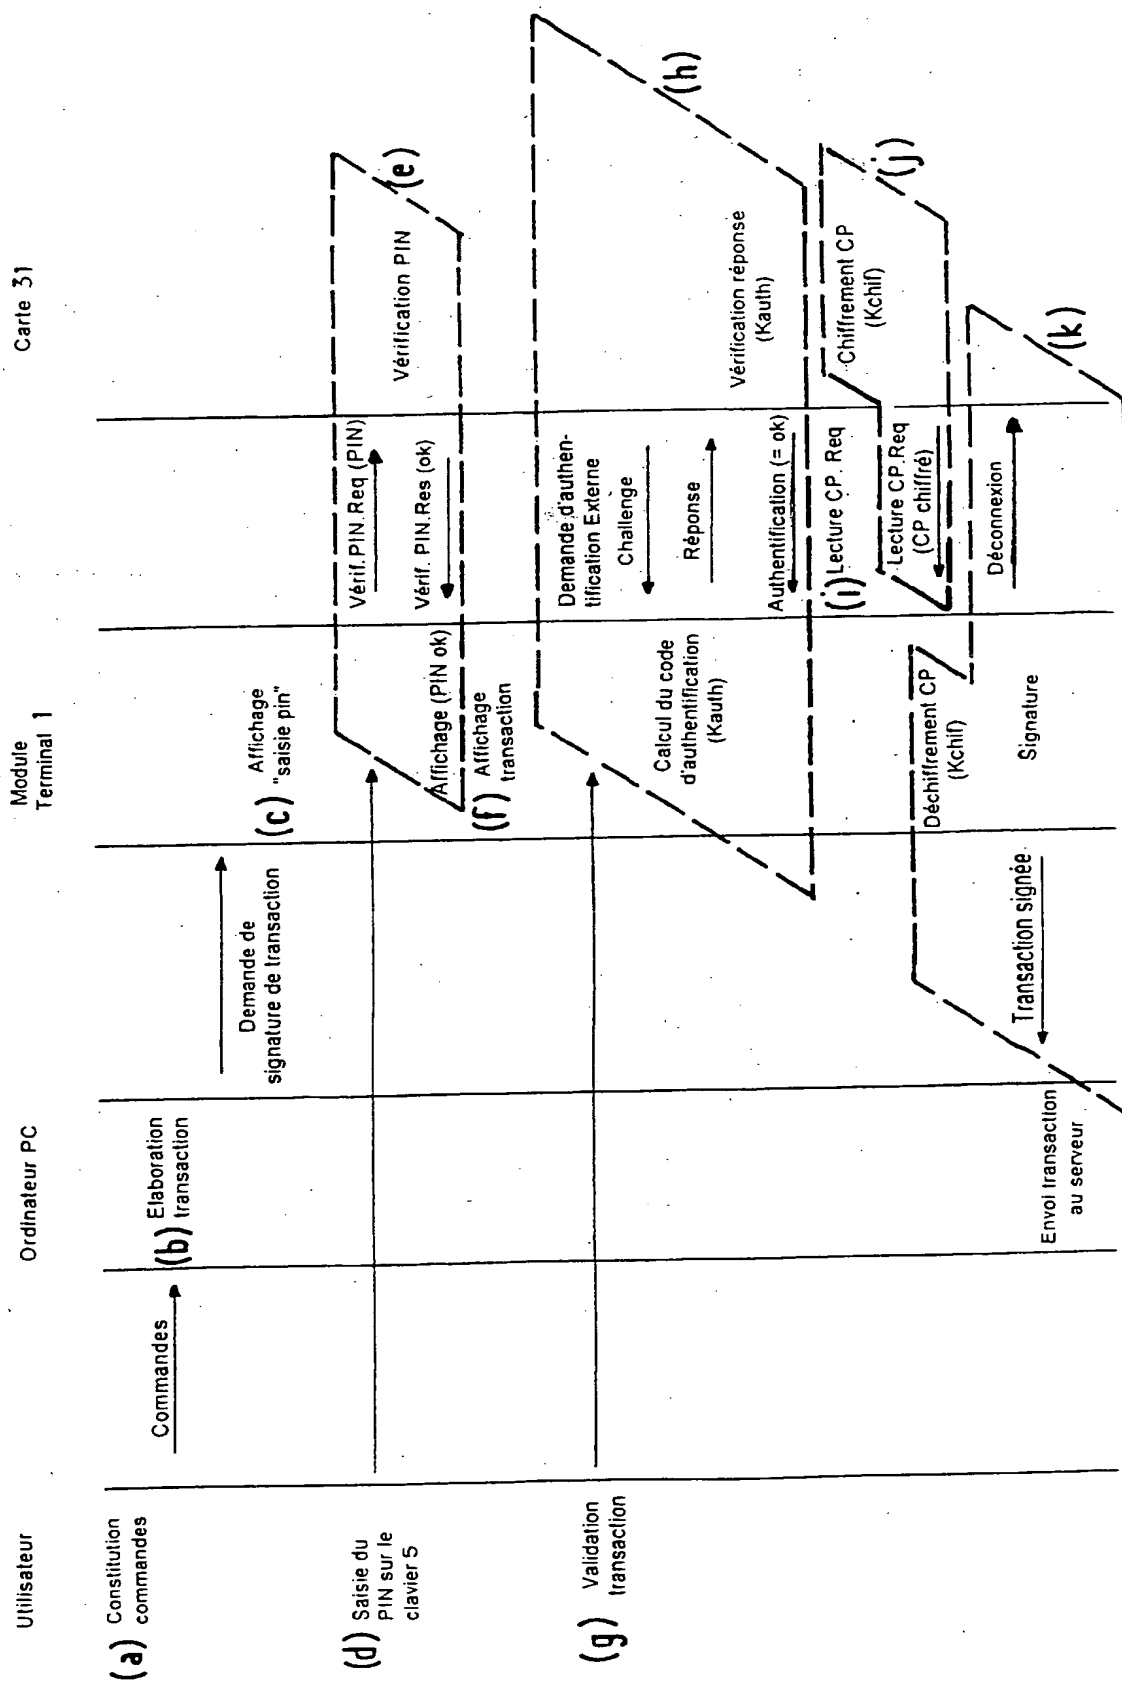 Utilisateur
Ordinateur PC
Module
Terminal 1
Carte 31
(a) Constitution
commandes
Commandes
(b) Elaboration
transaction
Demande de
signature de transaction
(c) Affichage
"saisie pin"
(d) Saisie du
PIN sur le
clavier 5
Vérif.PIN.Req (PIN)
Vérification PIN
(e)
Vérif. PIN.Res (ok)
Affichage (PIN ok)
(f) Affichage
transaction
(g) Validation
transaction
Demande d'authen-
tification Externe
Challenge
Calcul du code
d'authentification
(Kauth)
Réponse
Vérification réponse
(Kauth)
(h)
Authentification (= ok)
(i) Lecture CP. Req
Chiffrement CP
(Kchif)
(j)
Lecture CP.Req
(CP chiffré)
Déchiffrement CP
(Kchif)
Déconnexion
(k)
Signature
Transaction signée
Envoi transaction
au serveur